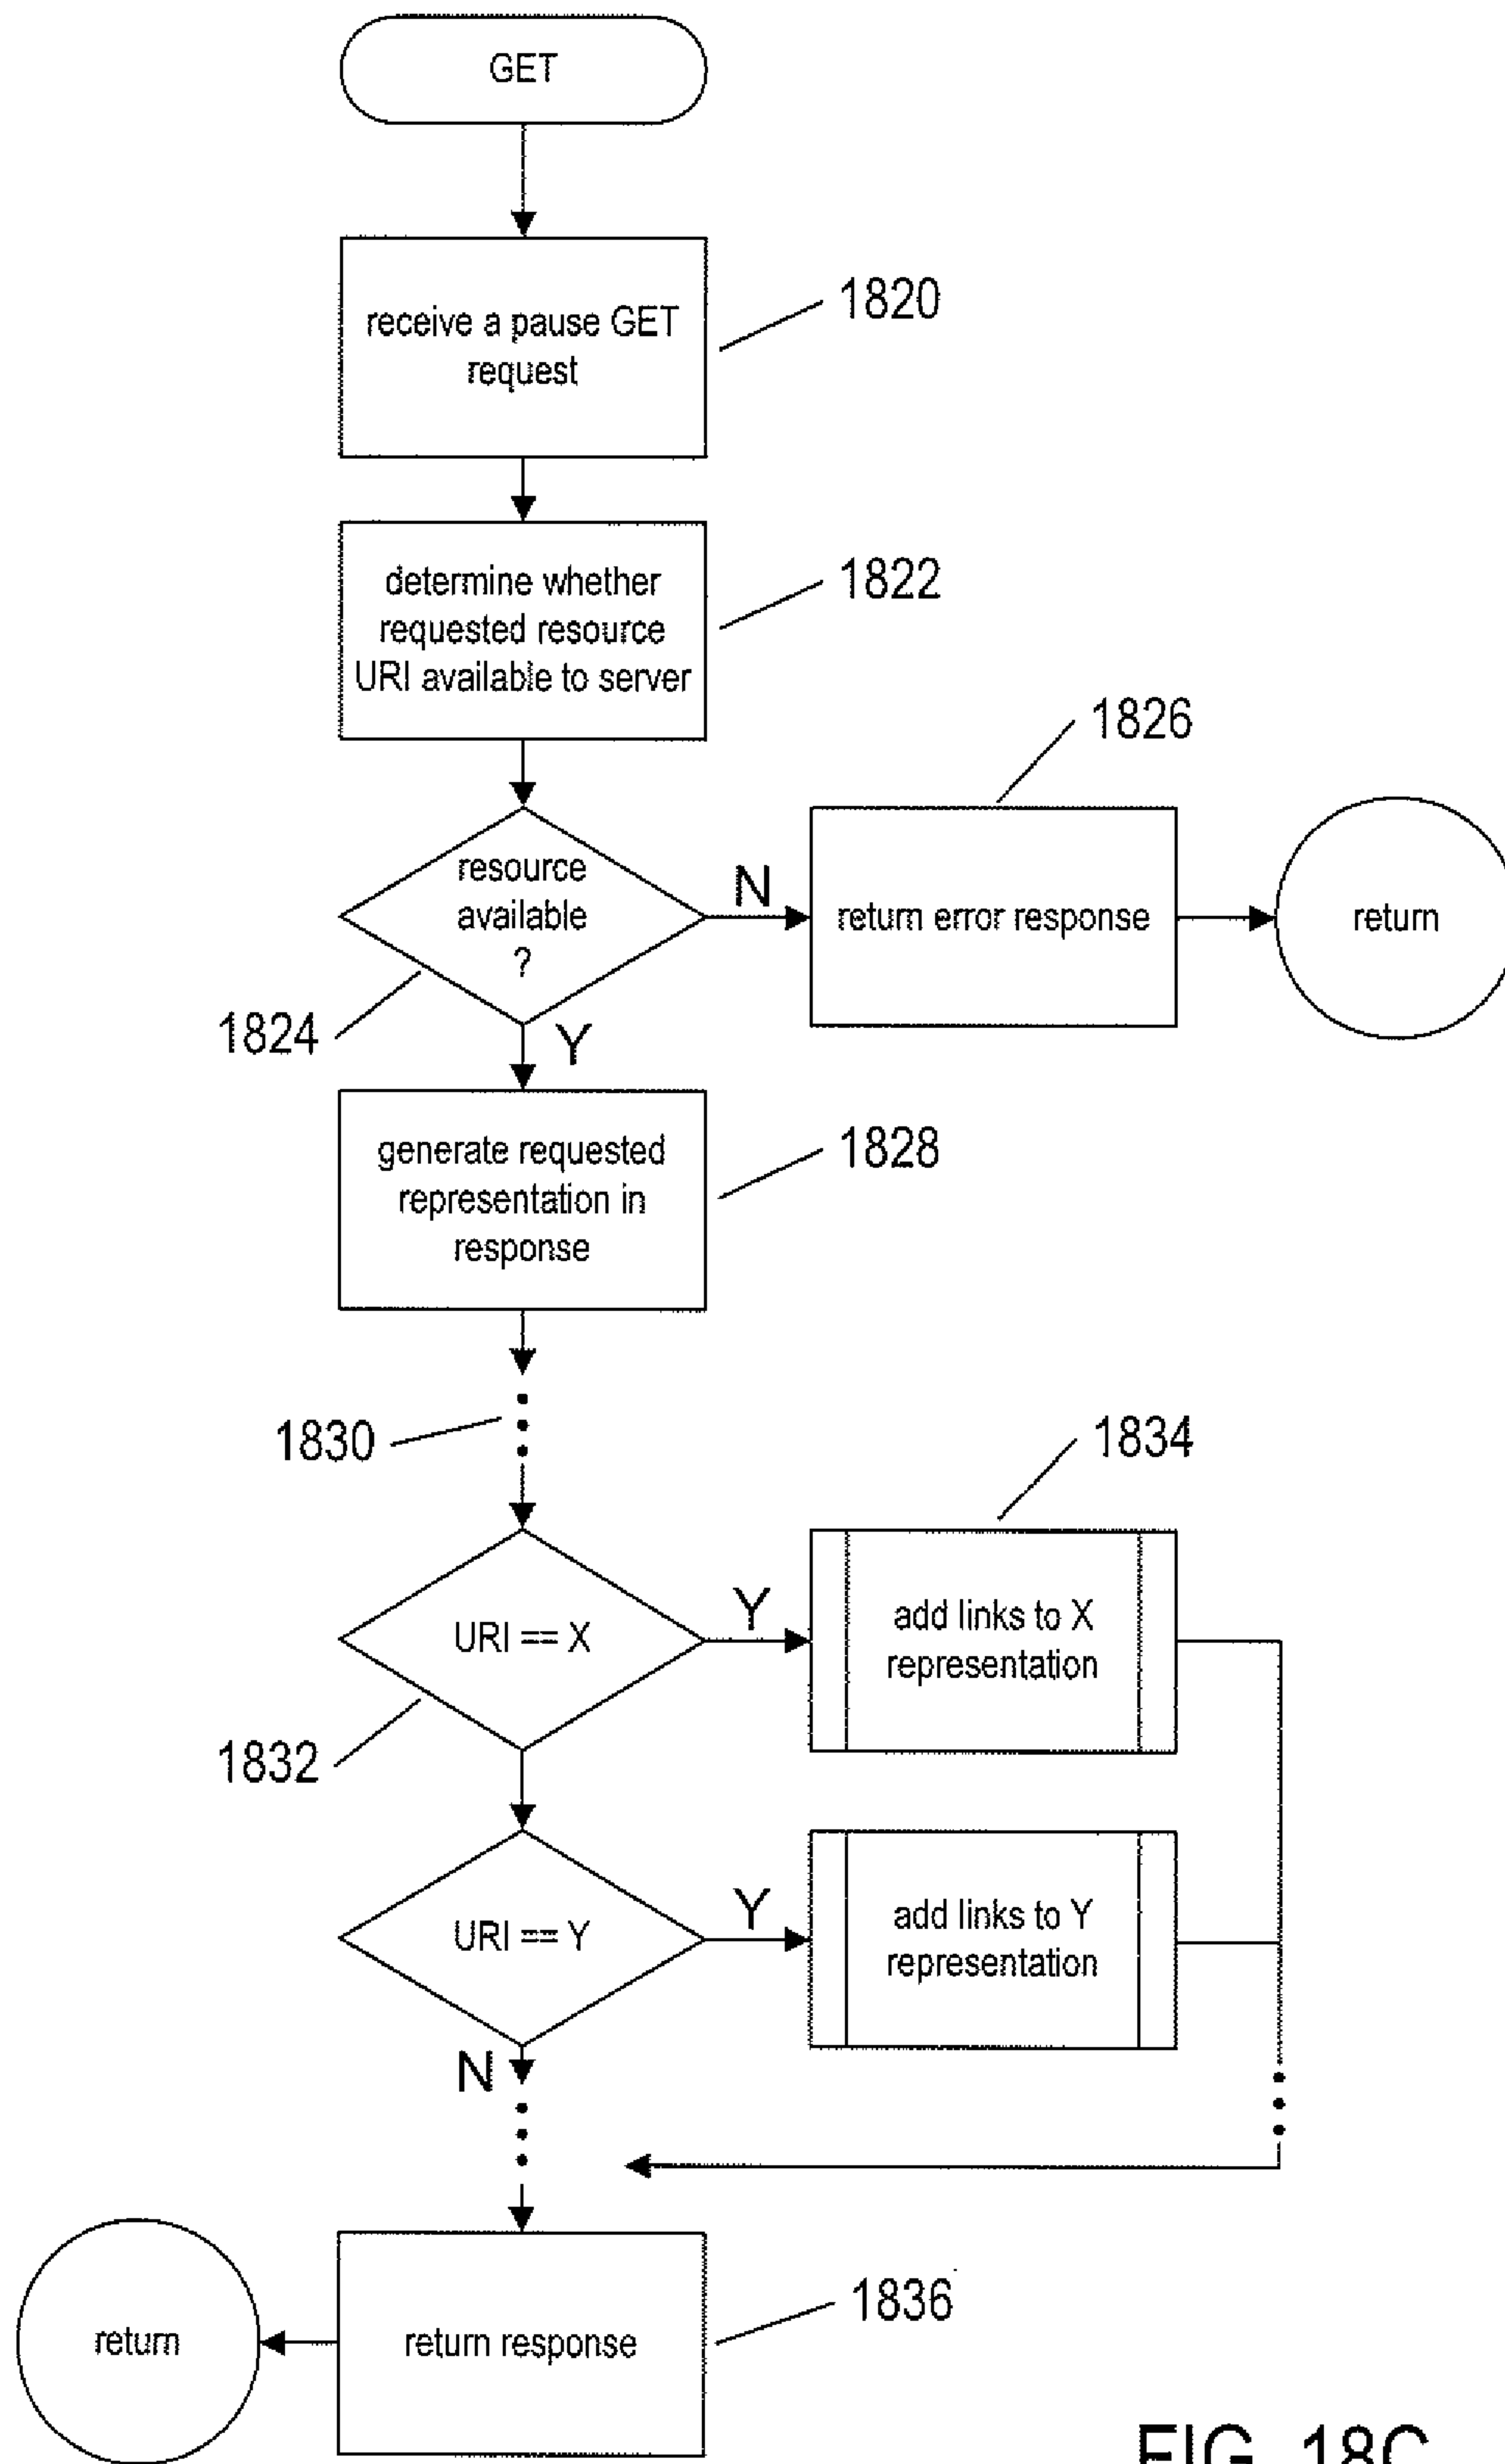 GET
receive a pause GET
request
1820
determine whether
requested resource
URI available to server
1822
1826
resource
available
?
N
return error response
return
1824
Y
generate requested
representation in
response
1828
1830
1834
URI == X
Y
add links to X
representation
1832
URI == Y
Y
add links to Y
representation
N
return
return response
1836
FIG. 18C